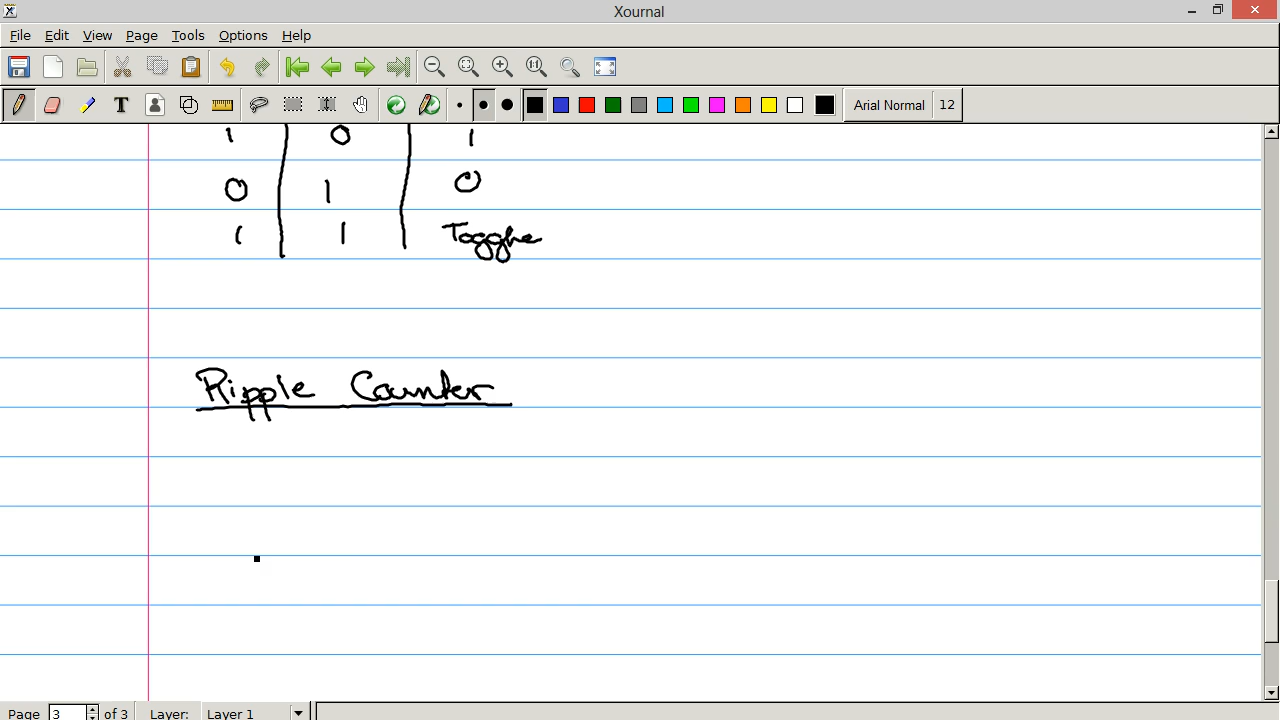 Xournal
File Edit View Page Tools Options Help
Arial Normal 12
1 0 1
0 1 0
1 1 Toggle
Ripple Counter
Page 3 of 3 Layer: Layer 1